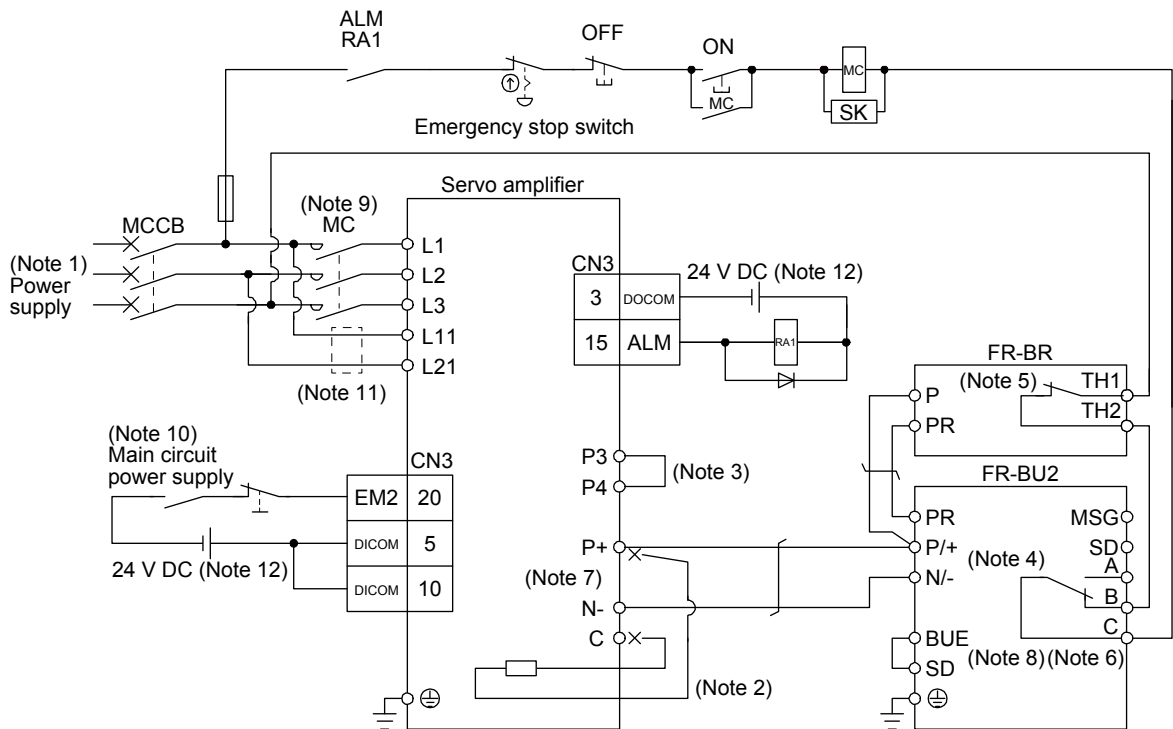 ALM
RA1
OFF
ON
MC
MC
SK
Emergency stop switch
Servo amplifier
(Note 9)
MC
MCCB
(Note 1)
Power
supply
L1
L2
L3
L11
L21
(Note 11)
CN3
24 V DC (Note 12)
3 DOCOM
15 ALM
RA1
FR-BR
(Note 5)
P
PR
TH1
TH2
(Note 10)
Main circuit
power supply
CN3
EM2 20
DICOM 5
DICOM 10
24 V DC (Note 12)
P3
P4
(Note 3)
P+
(Note 7)
N-
C
(Note 2)
FR-BU2
PR
P/+
N/-
BUE
SD
MSG
SD
A
B
C
(Note 4)
(Note 8) (Note 6)